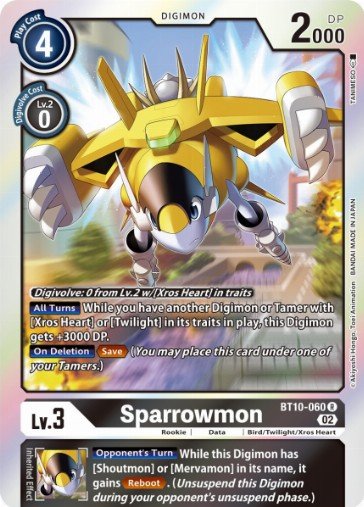 Play Cost
4
DIGIMON
DP
2000
Digivolve Cost
Lv.2
0
TANIMESO
©Akiyoshi Hongo, Toei Animation BANDAI MADE IN JAPAN
Digivolve: 0 from Lv.2 w/[Xros Heart] in traits
All Turns While you have another Digimon or Tamer with
[Xros Heart] or [Twilight] in its traits in play, this Digimon
gets +3000 DP.
On Deletion Save (You may place this card under one of
your Tamers.)
Lv.3
Sparrowmon
BT10-060 R
02
Rookie Data Bird/Twilight/Xros Heart
Inherited Effect
Opponent's Turn While this Digimon has
[Shoutmon] or [Mervamon] in its name, it
gains Reboot. (Unsuspend this Digimon
during your opponent's unsuspend phase.)